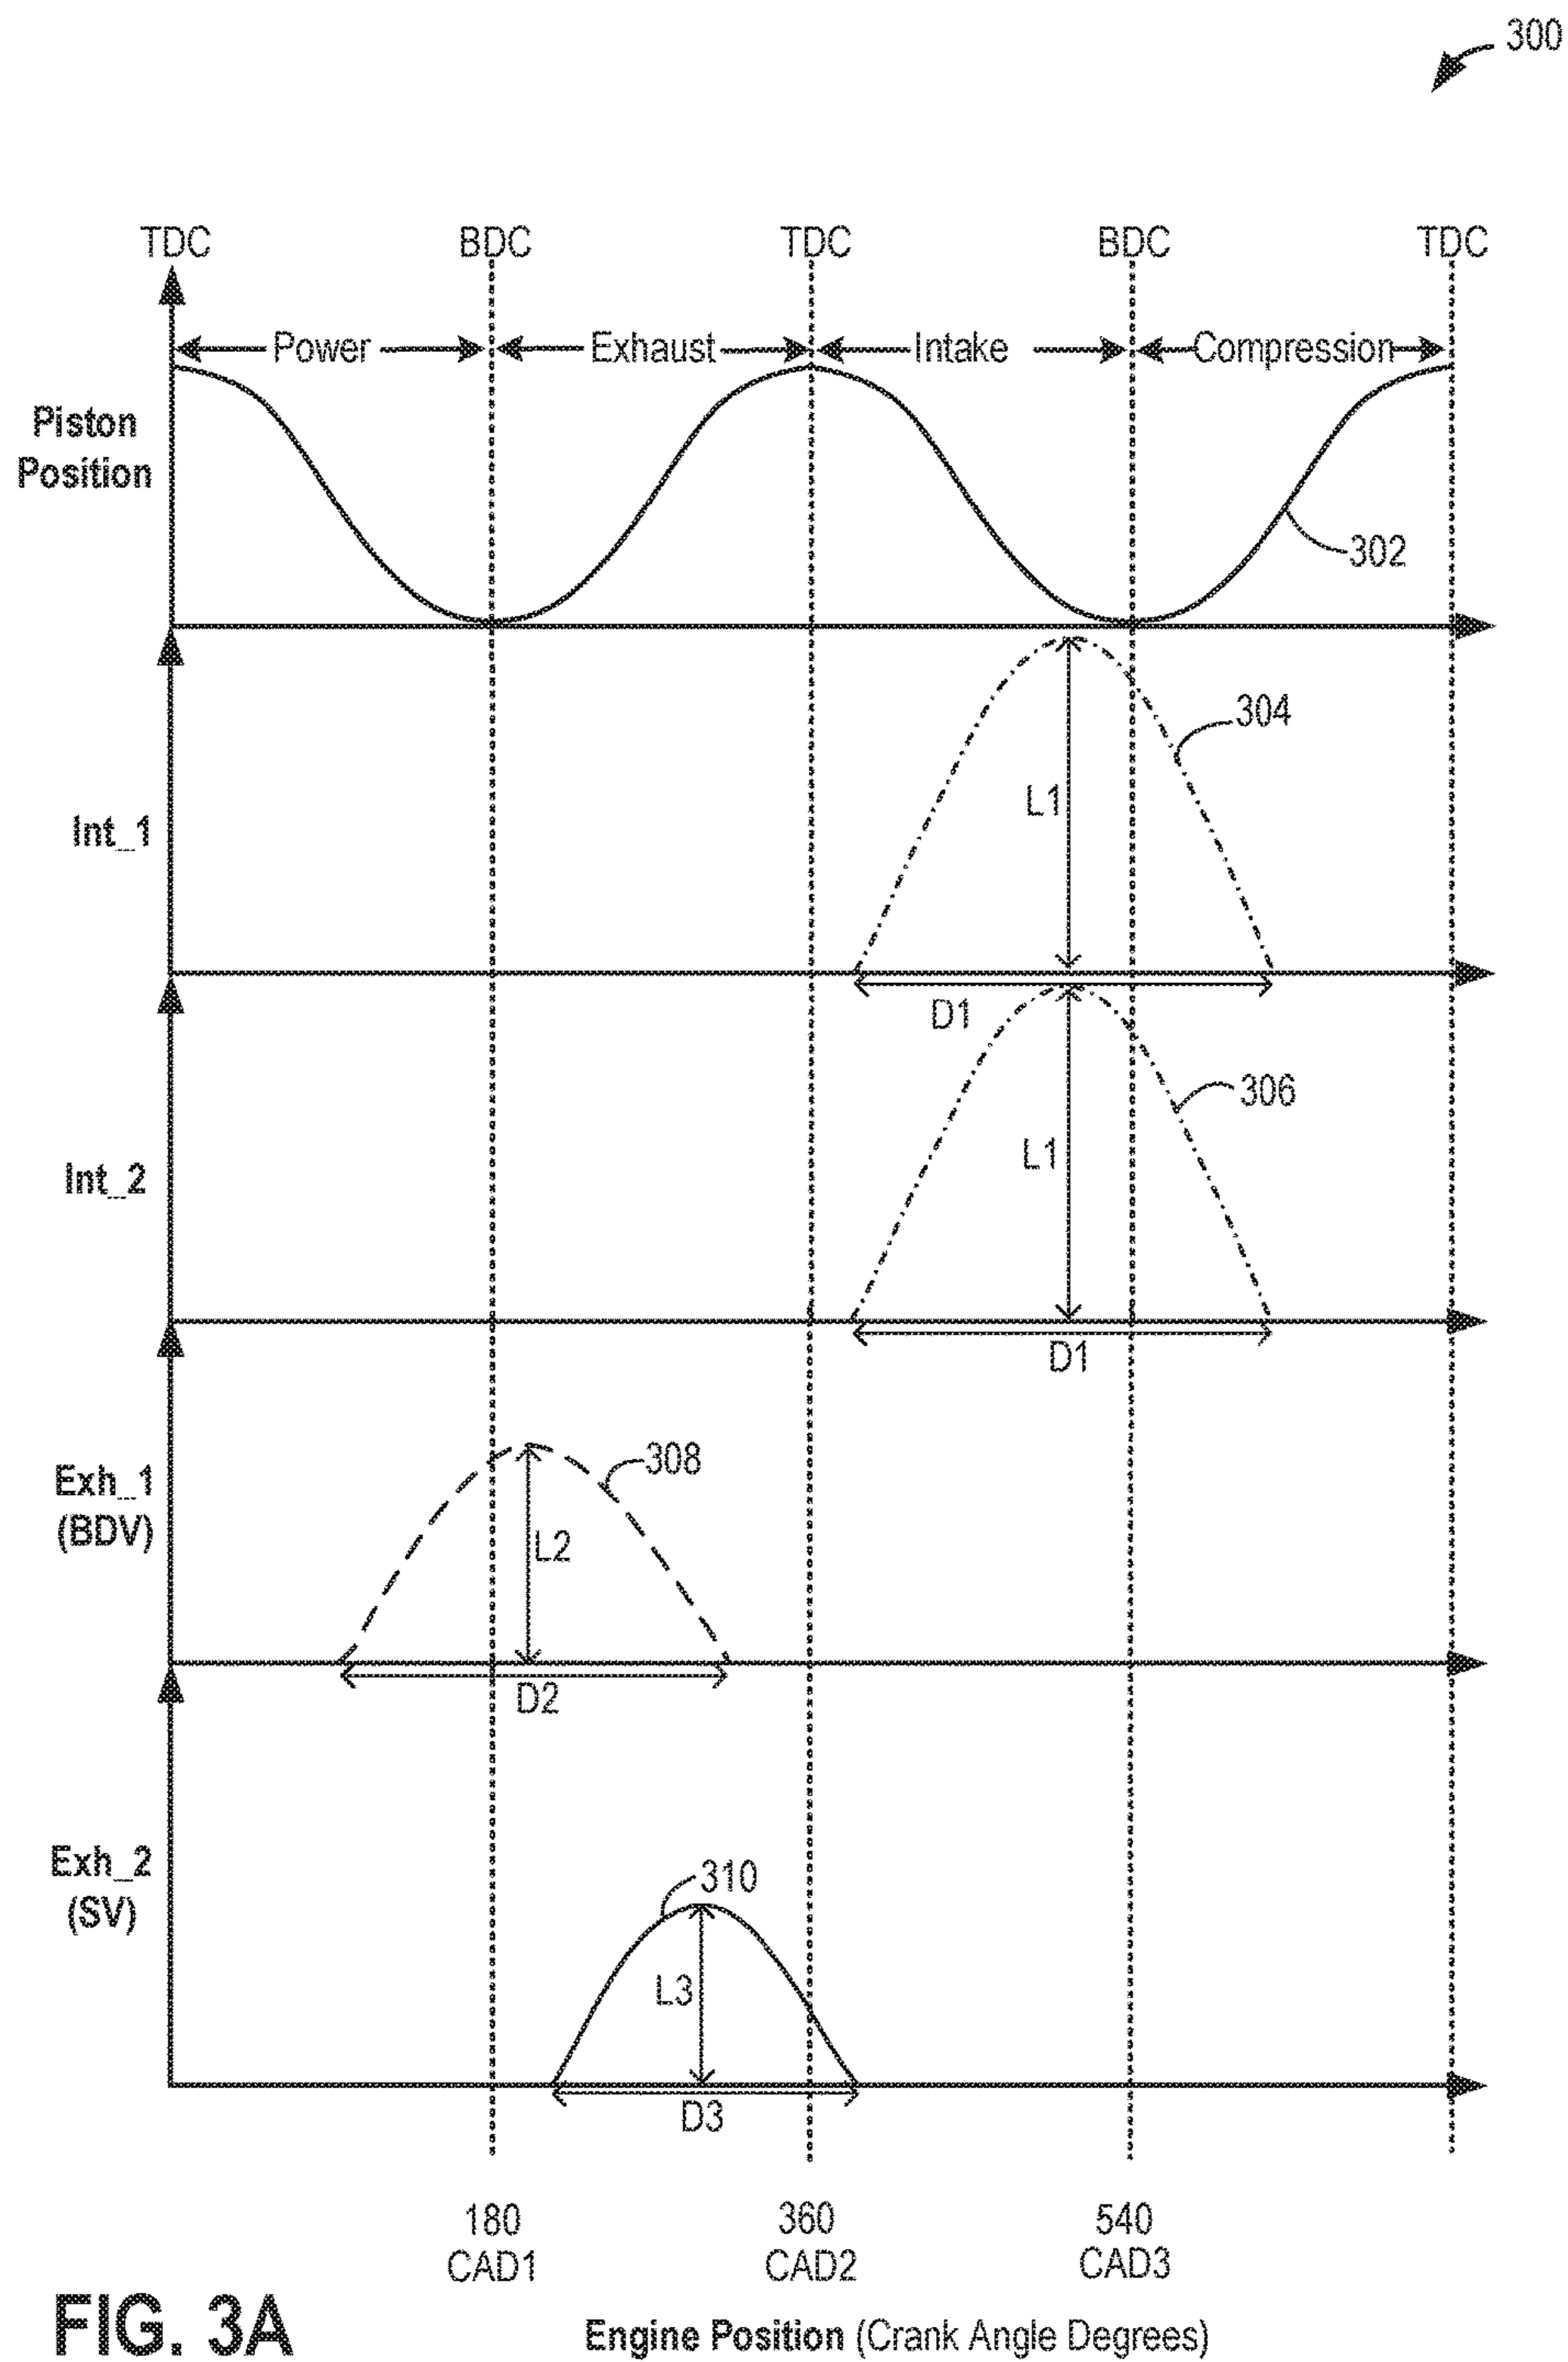 300
TDC BDC TDC BDC TDC
Power Exhaust Intake Compression
Piston
Position
302
304
L1
Int_1
D1
306
L1
Int_2
D1
308
Exh_1
(BDV)
L2
D2
Exh_2
(SV)
310
L3
D3
180 360 540
CAD1 CAD2 CAD3
FIG. 3A
Engine Position (Crank Angle Degrees)